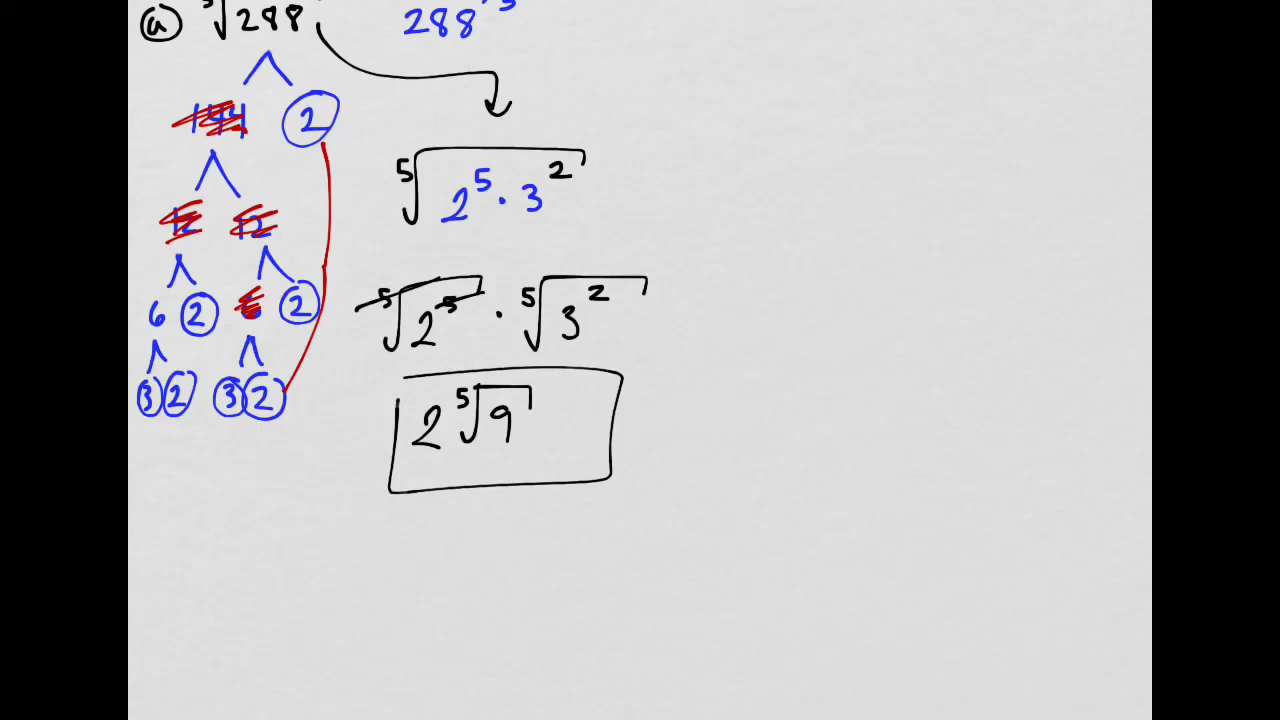 (a) ⁵√288 288^1/5
144 2
⁵√(2⁵ · 3²)
12 12
⁵√2⁵ · ⁵√3²
6 2 6 2
3 2 3 2
2 ⁵√9